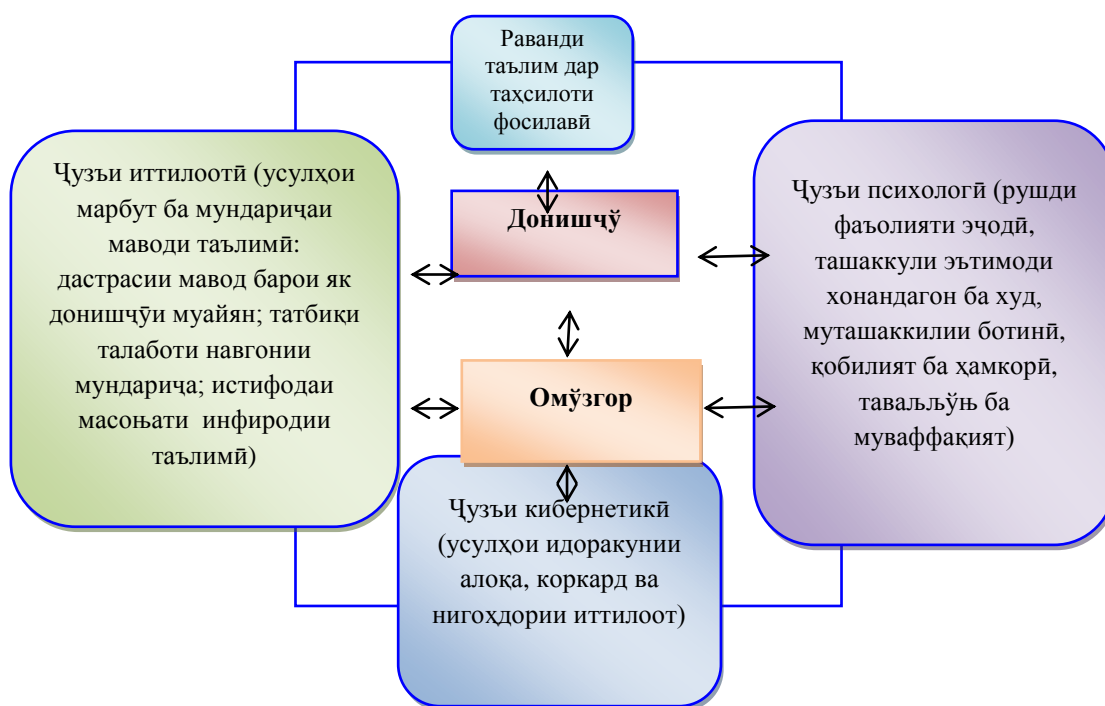 Раванди
таълим дар
таҳсилоти
фосилавӣ
Ҷузъи иттилоотӣ (усулҳои
марбут ба мундариҷаи
маводи таълимӣ:
дастрасии мавод барои як
донишҷӯи муайян; татбиқи
талаботи навгонии
мундариҷа; истифодаи
масоњати инфиродии
таълимӣ)
Донишҷӯ
Омӯзгор
Ҷузъи психологӣ (рушди
фаъолияти эҷодӣ,
ташаккули эътимоди
хонандагон ба худ,
муташаккилии ботинӣ,
қобилият ба ҳамкорӣ,
таваљљўњ ба
муваффақият)
Ҷузъи кибернетикӣ
(усулҳои идоракунии
алоқа, коркард ва
нигоҳдории иттилоот)